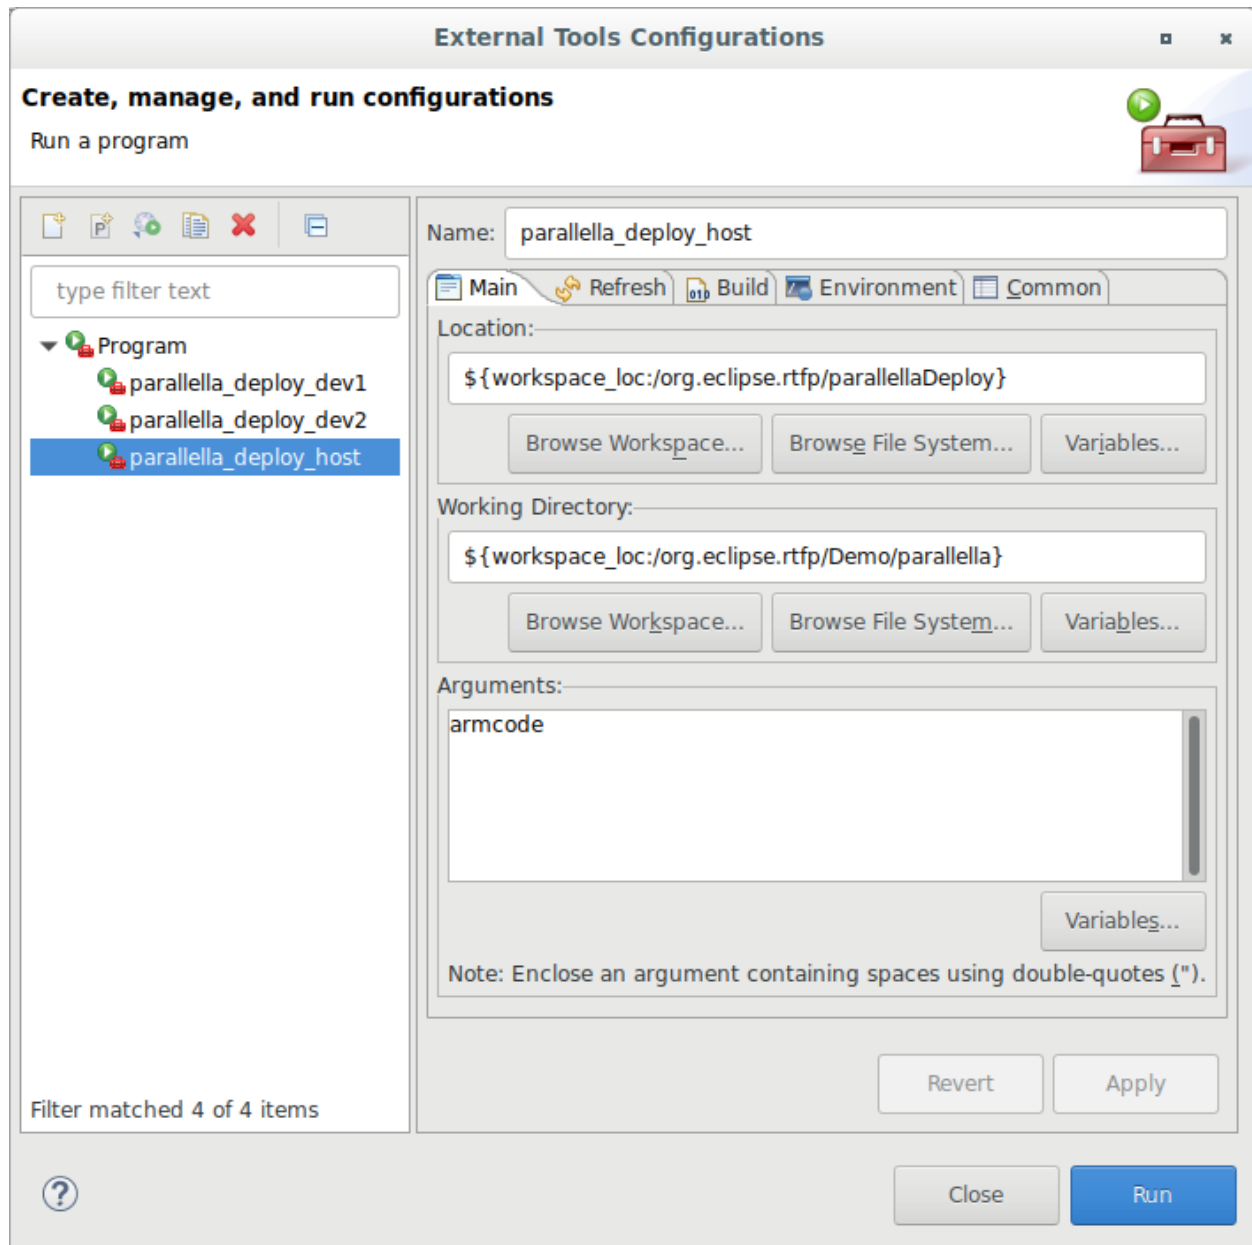 External Tools Configurations
Create, manage, and run configurations
Run a program
type filter text
Program
parallella_deploy_dev1
parallella_deploy_dev2
parallella_deploy_host
Filter matched 4 of 4 items
Name: parallella_deploy_host
Main Refresh Build Environment Common
Location:
${workspace_loc:/org.eclipse.rtfp/parallellaDeploy}
Browse Workspace... Browse File System... Variables...
Working Directory:
${workspace_loc:/org.eclipse.rtfp/Demo/parallella}
Browse Workspace... Browse File System... Variables...
Arguments:
armcode
Variables...
Note: Enclose an argument containing spaces using double-quotes (").
Revert Apply
Close Run